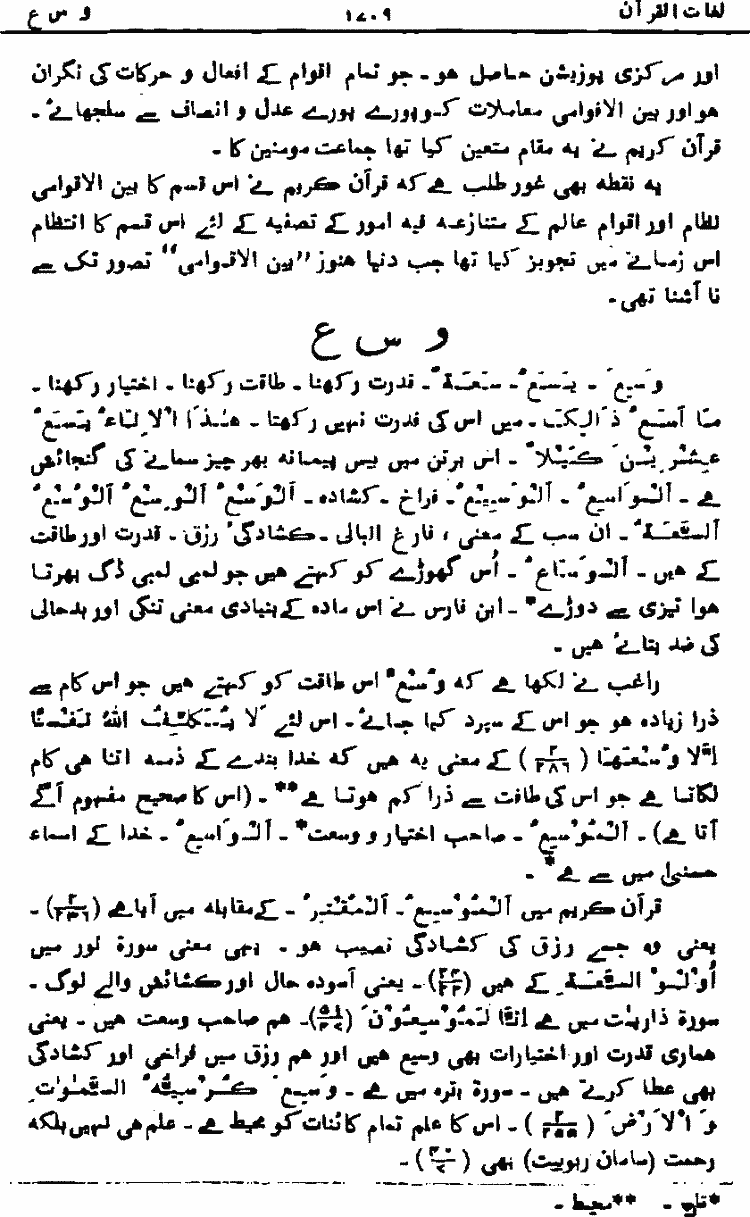 لغات القرآن ۱۷۰۹ و س ع
اور مرکزی پوزیشن حاصل ہو۔ جو تمام اقوام کے افعال و حرکات کی نگران
ہو اور بین الاقوامی معاملات کو پورے پورے عدل و انصاف سے سلجھائے۔
قرآن کریم نے یہ مقام متعین کیا تھا جماعت مومنین کا۔
یہ نقطہ بھی غور طلب ہے کہ قرآن کریم نے اس قسم کا بین الاقوامی
نظام اور اقوام عالم کے متنازعہ فیہ امور کے تصفیہ کے لئے اس قسم کا انتظام
اس زمانے میں تجویز کیا تھا جب دنیا ہنوز ”بین الاقوامی“ تصور تک سے
نا آشنا تھی۔
و س ع
وَسِعَ ۔ یَسَعُ ۔ سَعَةً ۔ قدرت رکھنا ۔ طاقت رکھنا ۔ اختیار رکھنا ۔
مَا اَسَعُ ذَالِکَ ۔ میں اس کی قدرت نہیں رکھتا ۔ ھٰذَا الْاِنَاءُ یَسَعُ
عِشْرِیْنَ کَیْلاً ۔ اس برتن میں بیس پیمانہ بھر چیز سمانے کی گنجائش
ہے ۔ اَلْوَاسِعُ ۔ اَلْوَسِیْعُ ۔ فراخ ۔ کشادہ ۔ اَلْوَسْعُ اَلْوِسْعُ اَلْوُسْعُ
اَلسَّعَةُ ۔ ان سب کے معنی ، فارغ البالی ۔ کشادگیٔ رزق ۔ قدرت اور طاقت
کے ہیں ۔ اَلْوَسَاعُ ۔ اُس گھوڑے کو کہتے ہیں جو لمبی لمبی ڈگ بھرتا
ہوا تیزی سے دوڑے* ۔ ابن فارس نے اس مادہ کے بنیادی معنی تنگی اور بدحالی
کی ضد بتائے ہیں ۔
راغب نے لکھا ہے کہ وُسْعٌ اس طاقت کو کہتے ہیں جو اس کام سے
ذرا زیادہ ہو جو اس کے سپرد کیا جائے ۔ اس لئے لَا یُکَلِّفُ اللّٰهُ نَفْسًا
اِلَّا وُسْعَهَا (۲/۲۸۶) کے معنی یہ ہیں کہ خدا بندے کے ذمہ اتنا ہی کام
لگاتا ہے جو اس کی طاقت سے ذرا کم ہوتا ہے** ۔ (اس کا صحیح مفہوم آگے
آتا ہے) ۔ اَلْمُوْسِعُ ۔ صاحب اختیار و وسعت* ۔ اَلْوَاسِعُ ۔ خدا کے اسماء
حسنیٰ میں سے ہے* ۔
قرآن کریم میں اَلْمُوْسِعُ ۔ اَلْمُقْتِرُ ۔ کے مقابلہ میں آیا ہے (۲/۲۳۶) ۔
یعنی وہ جسے رزق کی کشادگی نصیب ہو ۔ یہی معنی سورۃ نور میں
اُولُو السَّعَةِ کے ہیں (۲۴/۲۲) ۔ یعنی آسودہ حال اور کشائش والے لوگ ۔
سورۃ ذاریٰت میں ہے اِنَّا لَمُوْسِعُوْنَ (۵۱/۴۷) ۔ ہم صاحب وسعت ہیں ۔ یعنی
ہماری قدرت اور اختیارات بھی وسیع ہیں اور ہم رزق میں فراخی اور کشادگی
بھی عطا کرتے ہیں ۔ سورۃ بقرہ میں ہے ۔ وَسِعَ کُرْسِیُّهُ السَّمٰوٰتِ
وَالْاَرْضَ (۲/۲۵۵) ۔ اس کا علم تمام کائنات کو محیط ہے ۔ علم ہی نہیں بلکہ
رحمت (سامان ربوبیت) بھی (۴۰/۷) ۔
*تاج ۔ **محیط ۔